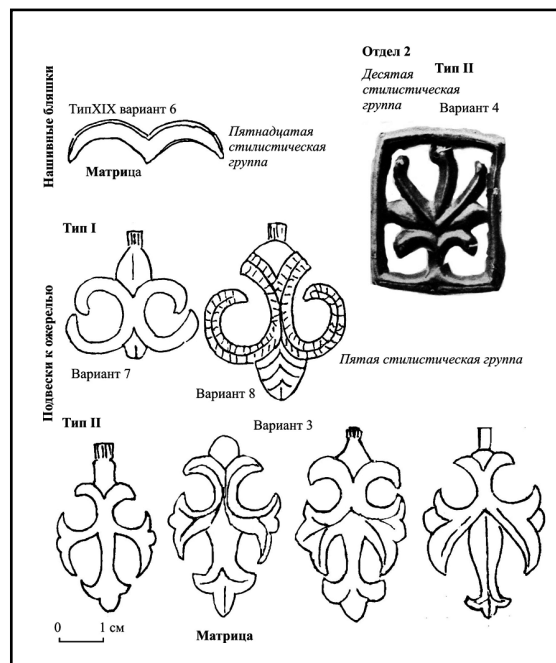 Нашивные бляшки
ТипXIX вариант 6
Пятнадцатая
стилистическая
группа
Матрица
Отдел 2
Десятая
стилистическая
группа
Тип II
Вариант 4
Подвески к ожерелью
Тип I
Вариант 7
Вариант 8
Пятая стилистическая группа
Тип II
Вариант 3
0 1 см
Матрица